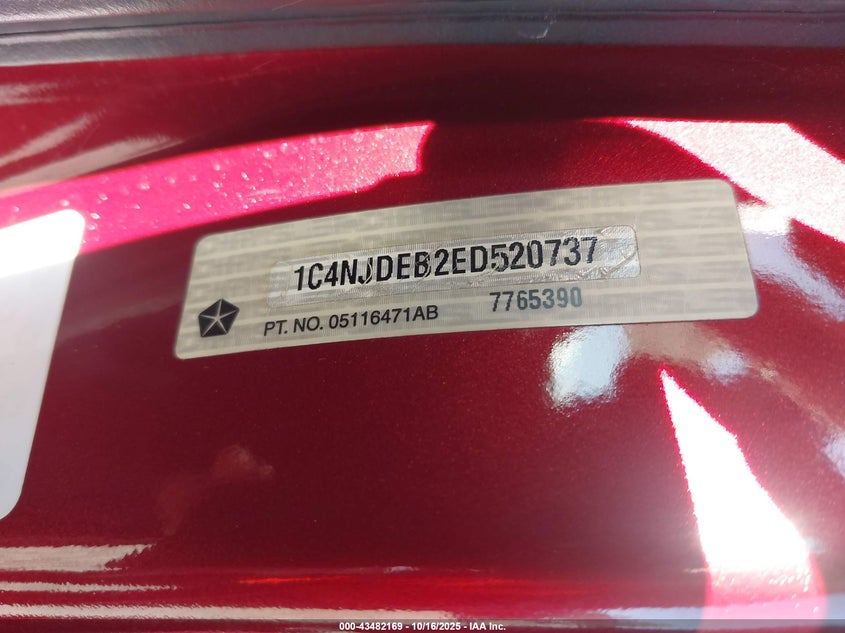 1C4NJDEB2ED520737
PT. NO. 05116471AB 7765390
000-43482169 - 10/16/2025 - IAA Inc.